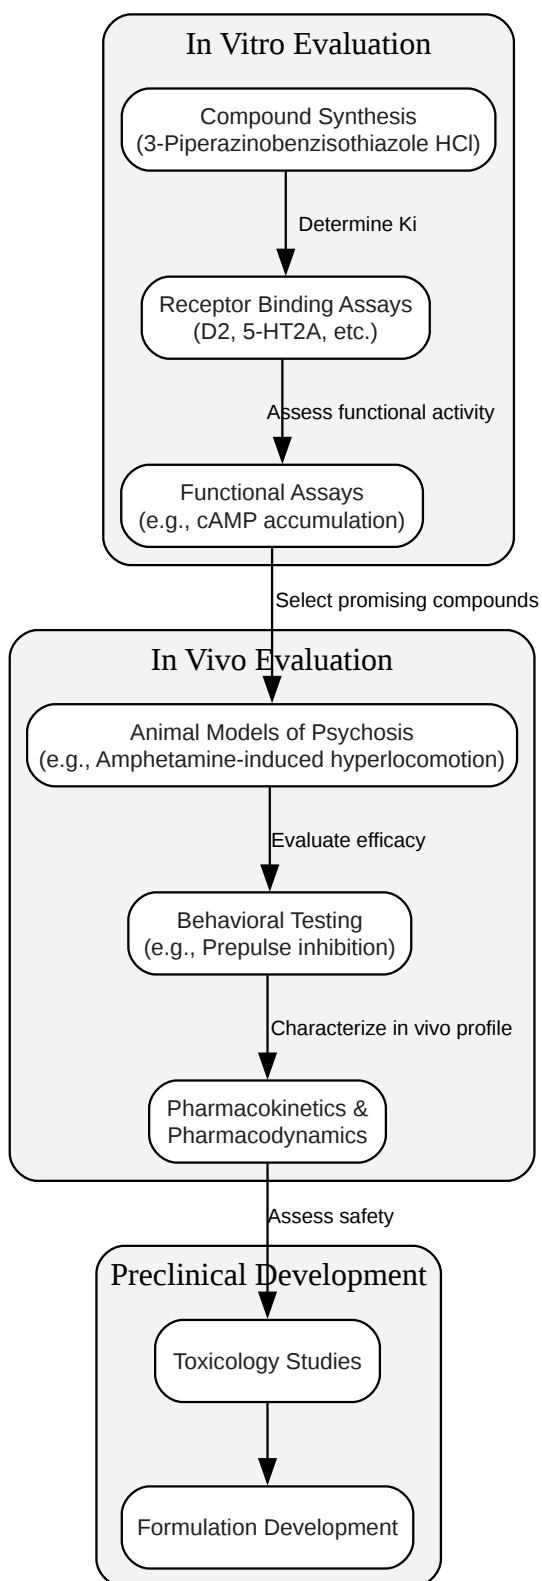 In Vitro Evaluation
Compound Synthesis
(3-Piperazinobenzisothiazole HCl)
Determine Ki
Receptor Binding Assays
(D2, 5-HT2A, etc.)
Assess functional activity
Functional Assays
(e.g., cAMP accumulation)
Select promising compounds
In Vivo Evaluation
Animal Models of Psychosis
(e.g., Amphetamine-induced hyperlocomotion)
Evaluate efficacy
Behavioral Testing
(e.g., Prepulse inhibition)
Characterize in vivo profile
Pharmacokinetics &
Pharmacodynamics
Assess safety
Preclinical Development
Toxicology Studies
Formulation Development